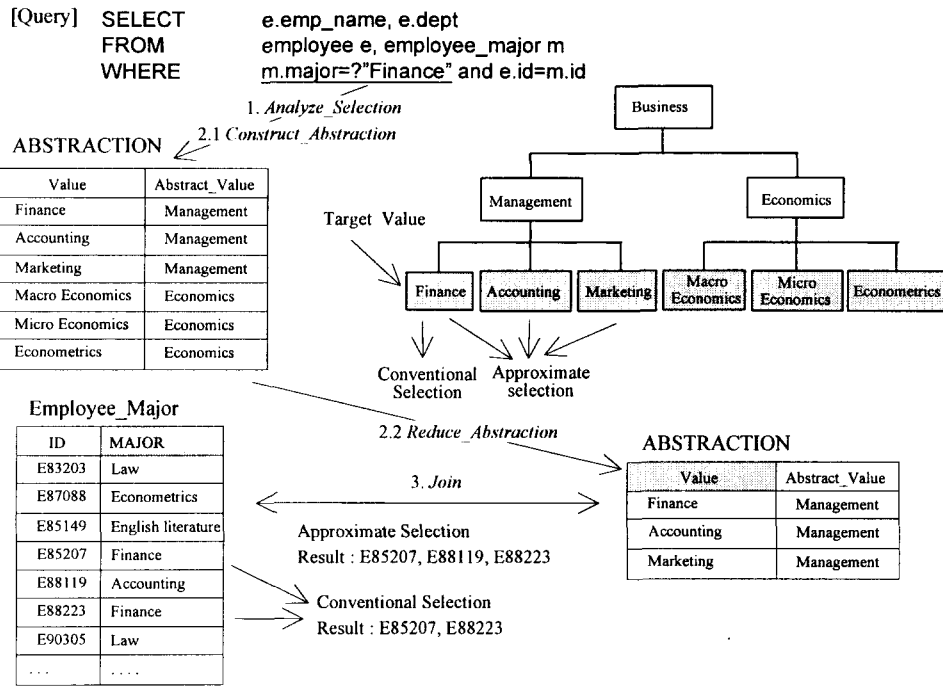 [Query] SELECT e.emp_name, e.dept
FROM employee e, employee_major m
WHERE m.major=?"Finance" and e.id=m.id
1. Analyze_Selection
2.1 Construct_Abstraction
ABSTRACTION
Value Abstract_Value
Finance Management
Accounting Management
Marketing Management
Macro Economics Economics
Micro Economics Economics
Econometrics Economics
Business
Management Economics
Target Value
Finance Accounting Marketing Macro Economics Micro Economics Econometrics
Conventional Selection
Approximate selection
2.2 Reduce_Abstraction
Employee_Major
ID MAJOR
E83203 Law
E87088 Econometrics
E85149 English literature
E85207 Finance
E88119 Accounting
E88223 Finance
E90305 Law
. . . . . . .
3. Join
Approximate Selection
Result : E85207, E88119, E88223
Conventional Selection
Result : E85207, E88223
ABSTRACTION
Value Abstract_Value
Finance Management
Accounting Management
Marketing Management